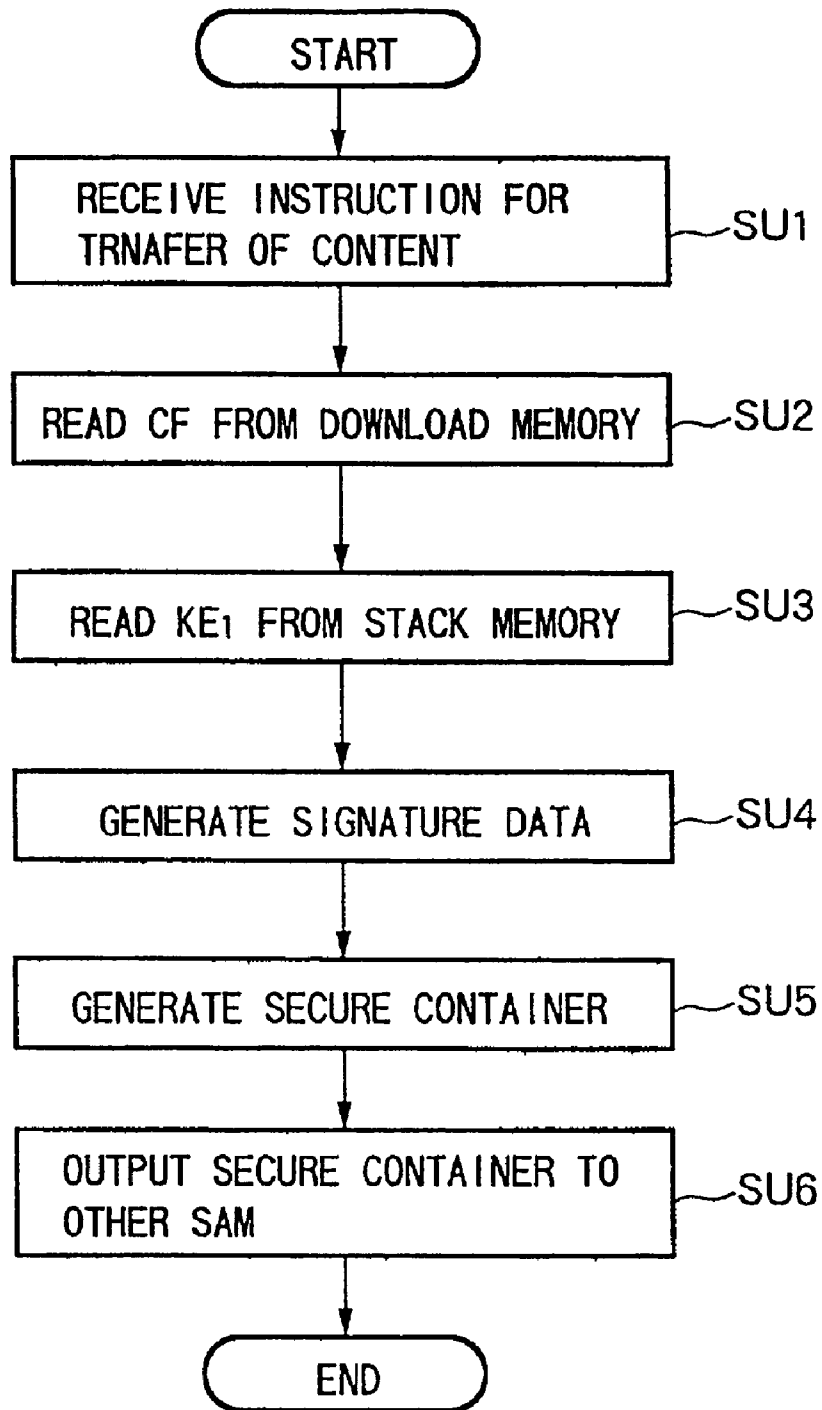 START
RECEIVE INSTRUCTION FOR
TRNAFER OF CONTENT
SU1
READ CF FROM DOWNLOAD MEMORY
SU2
READ KE₁ FROM STACK MEMORY
SU3
GENERATE SIGNATURE DATA
SU4
GENERATE SECURE CONTAINER
SU5
OUTPUT SECURE CONTAINER TO
OTHER SAM
SU6
END